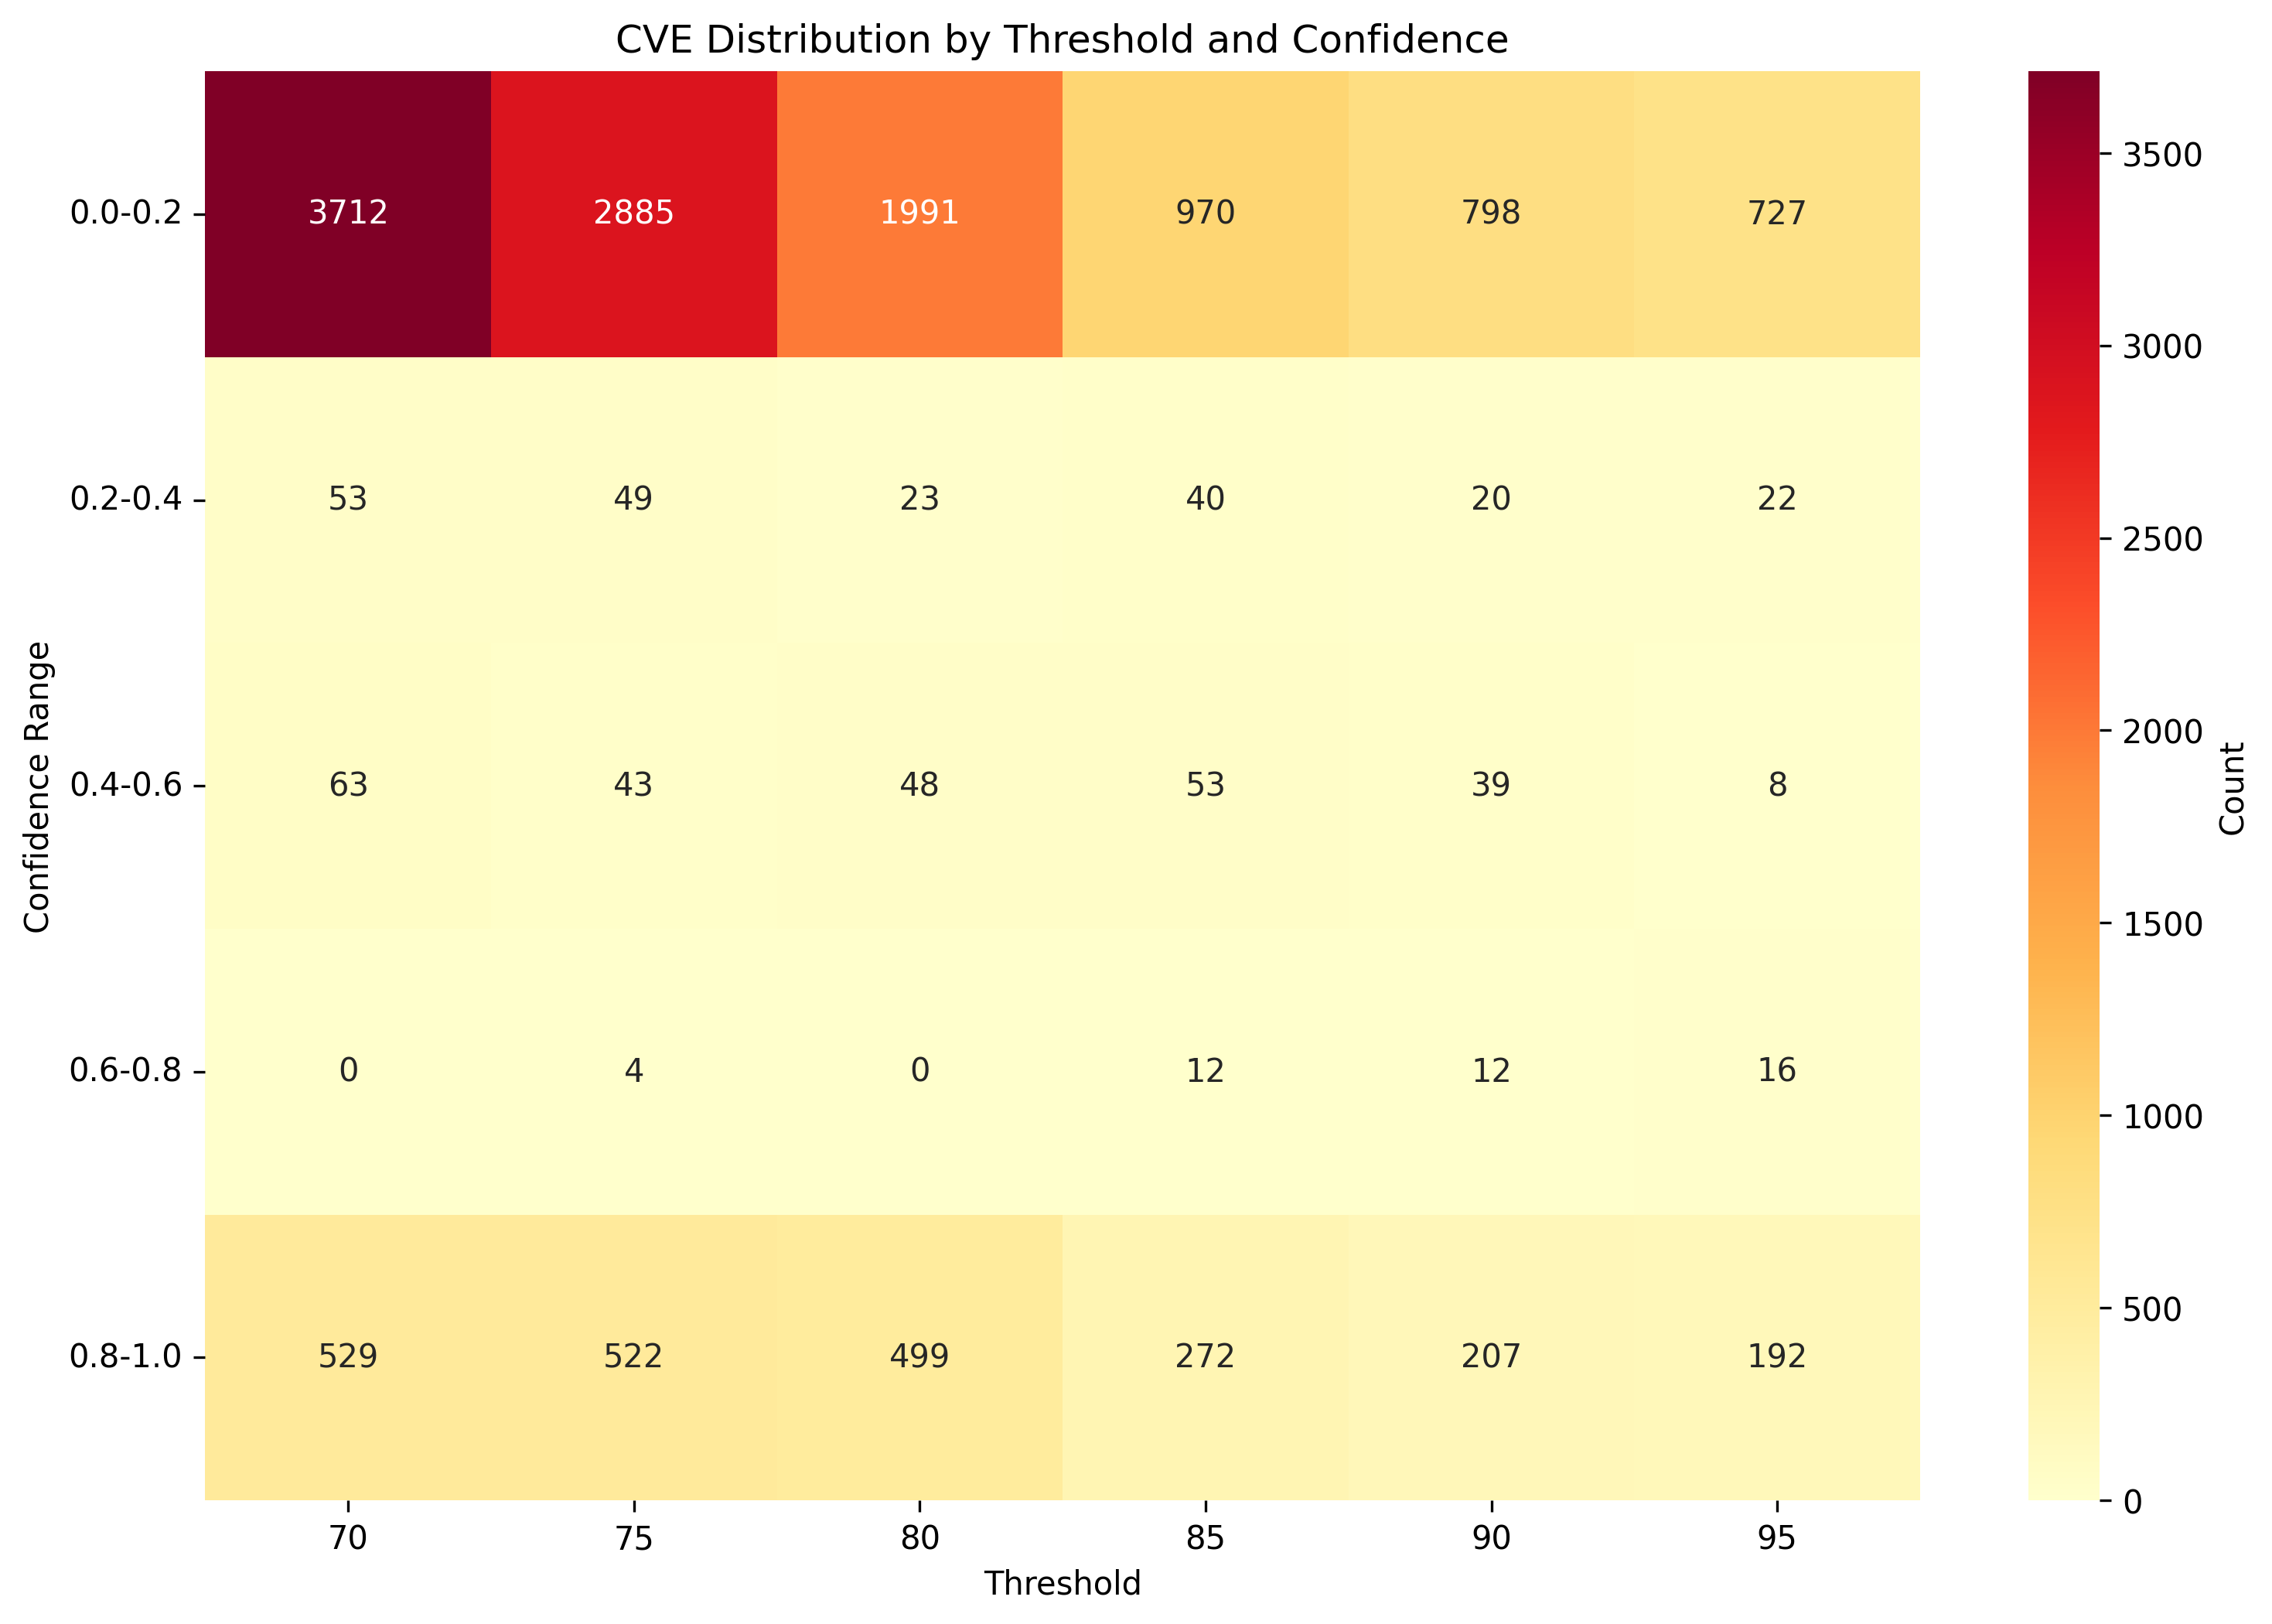 CVE Distribution by Threshold and Confidence
0.0-0.2 3712 2885 1991 970 798 727
0.2-0.4 53 49 23 40 20 22
0.4-0.6 63 43 48 53 39 8
0.6-0.8 0 4 0 12 12 16
0.8-1.0 529 522 499 272 207 192
70 75 80 85 90 95
Threshold
Confidence Range
3500
3000
2500
2000
1500
1000
500
0
Count